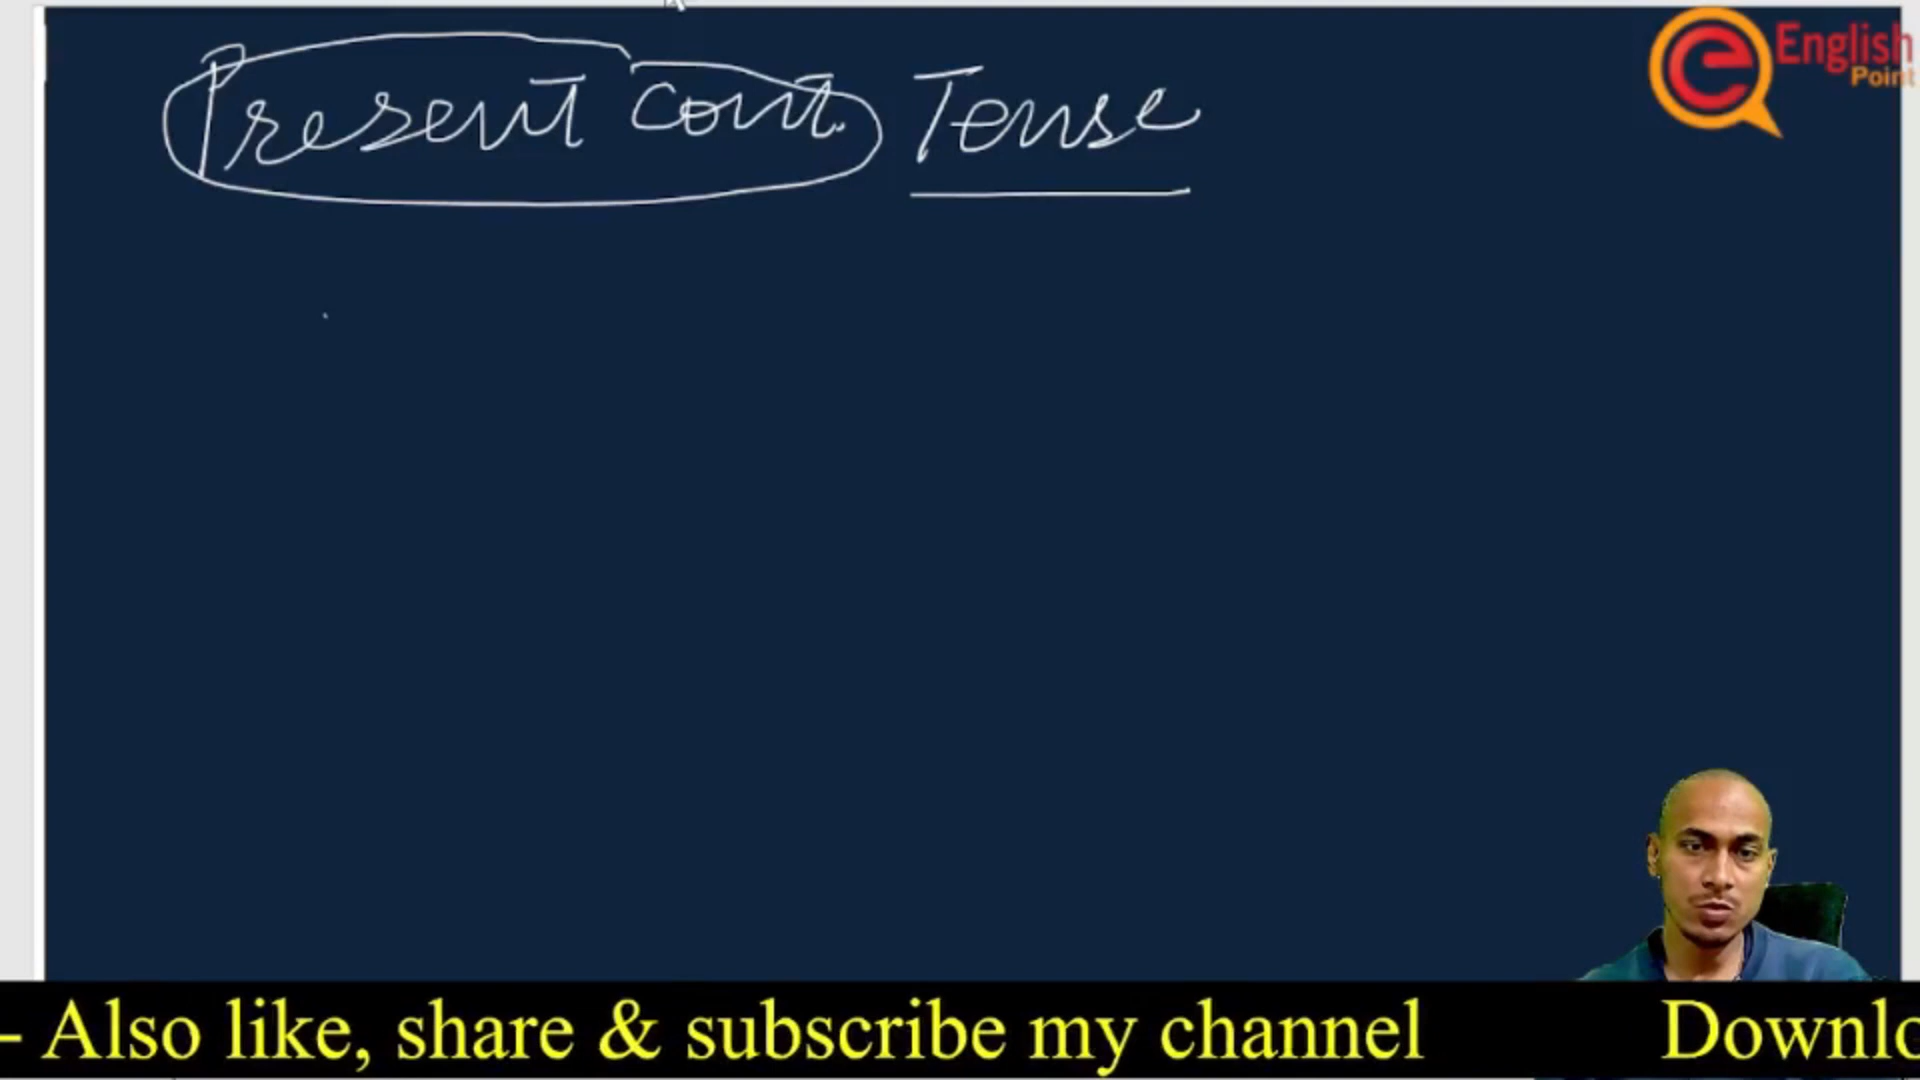 Present cont. Tense
English
Point
- Also like, share & subscribe my channel Downlo